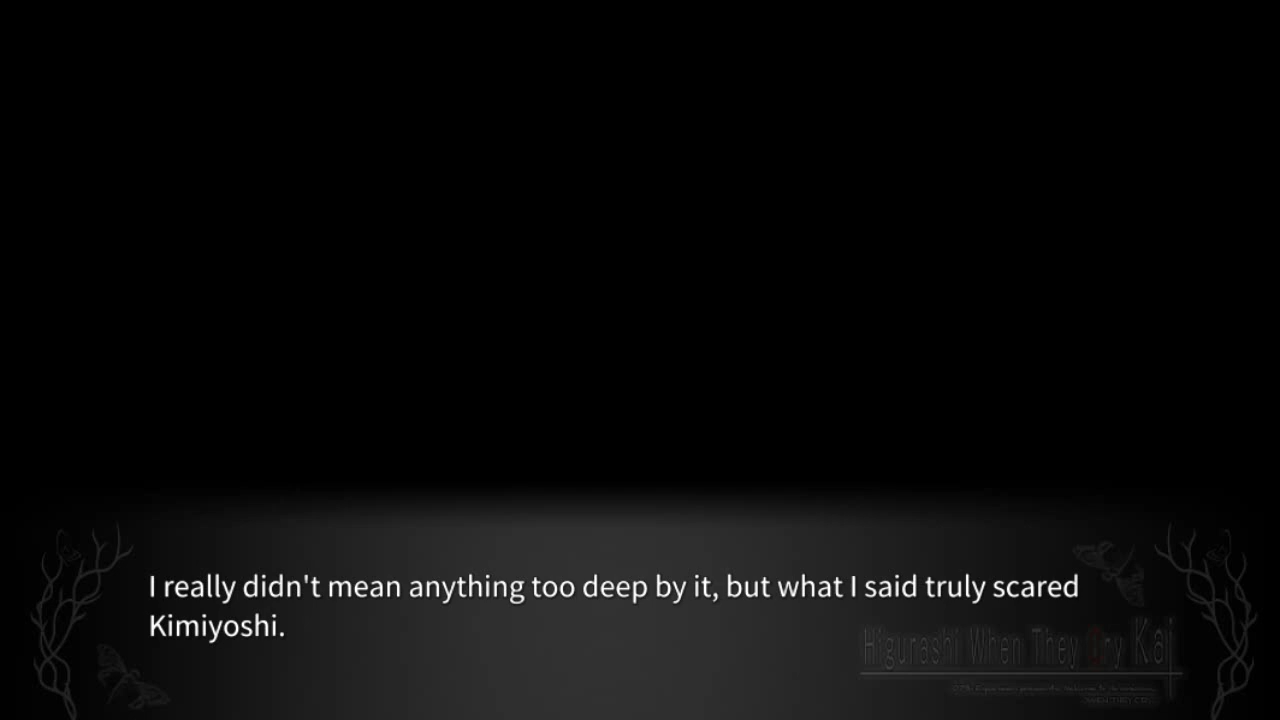 I really didn't mean anything too deep by it, but what I said truly scared
Kimiyoshi.
Higurashi When They Cry Kai